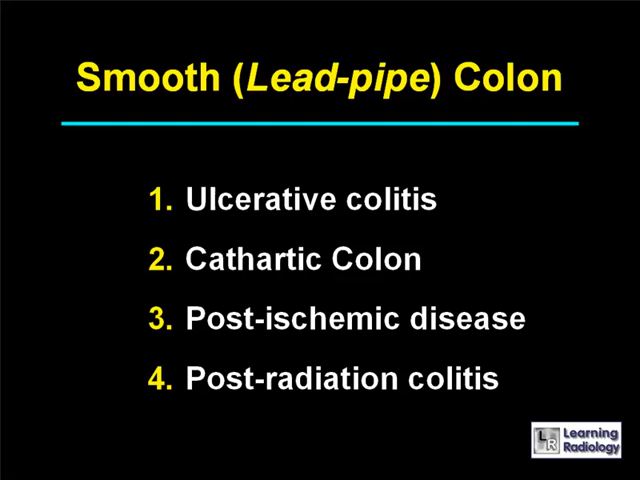 Smooth (Lead-pipe) Colon
1. Ulcerative colitis
2. Cathartic Colon
3. Post-ischemic disease
4. Post-radiation colitis
LR Learning
Radiology